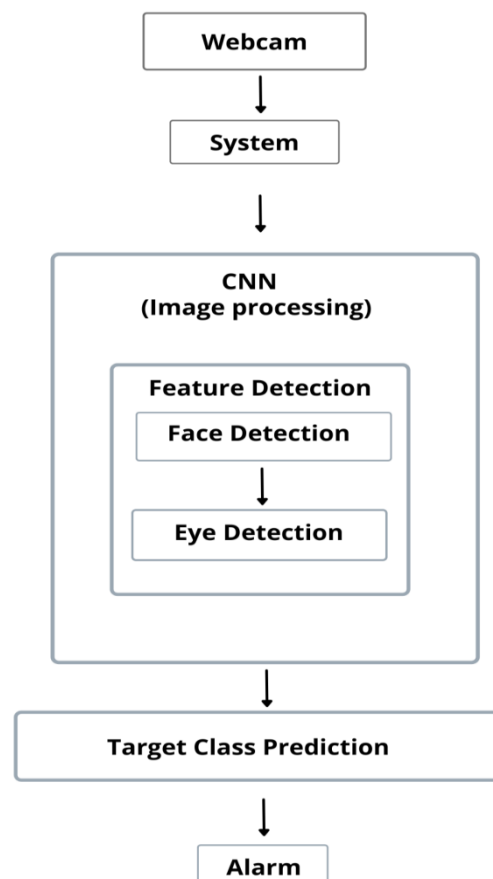 Webcam
System
CNN
(Image processing)
Feature Detection
Face Detection
Eye Detection
Target Class Prediction
Alarm